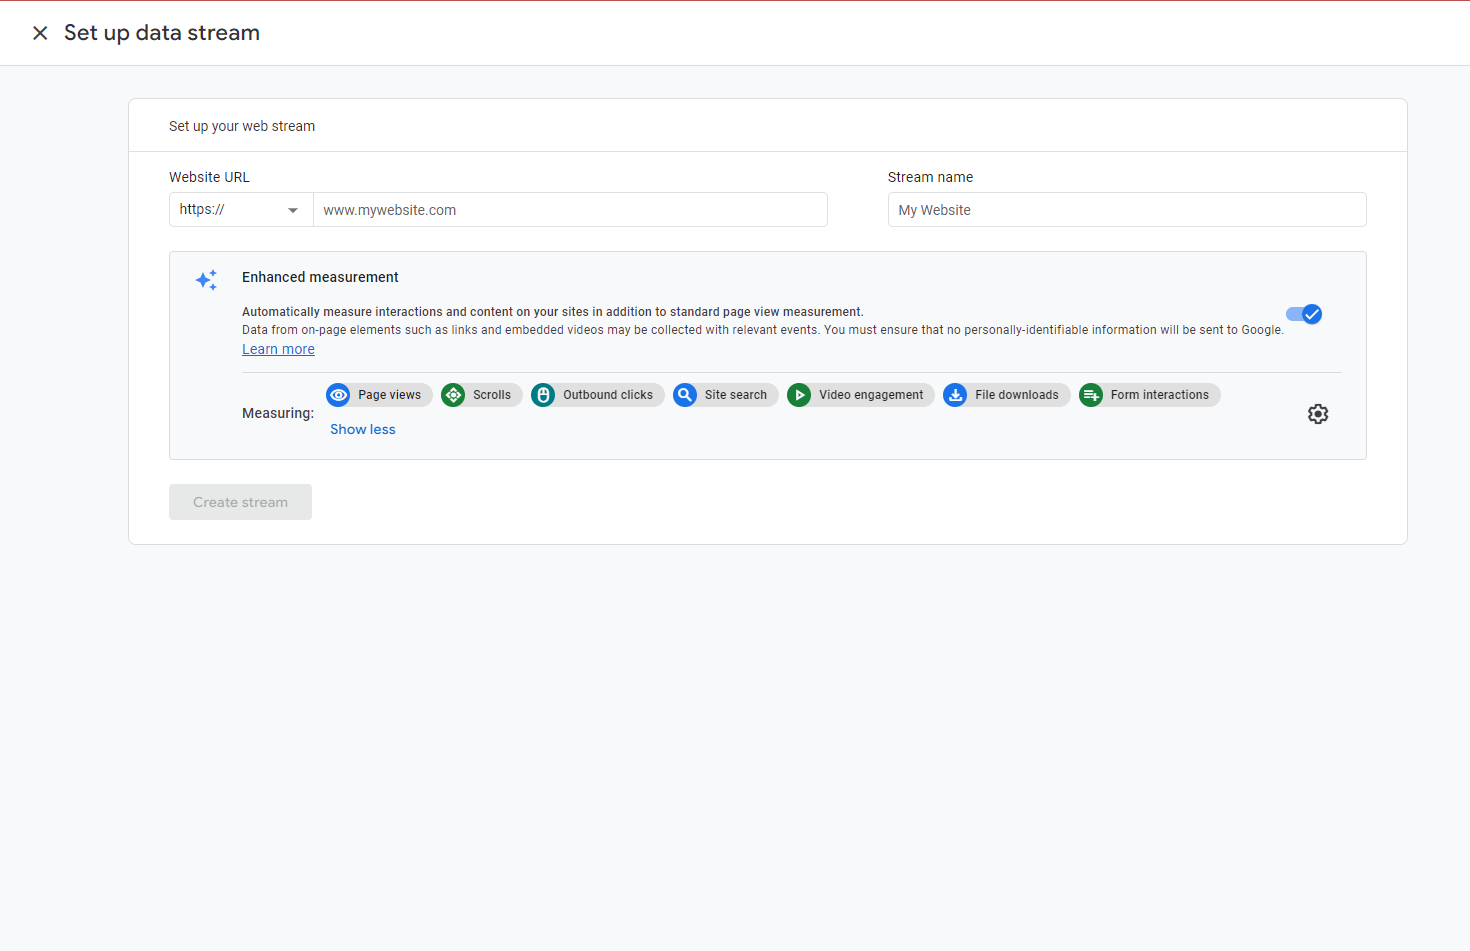 Set up data stream
Set up your web stream
Website URL
Stream name
https://
www.mywebsite.com
My Website
Enhanced measurement
Automatically measure interactions and content on your sites in addition to standard page view measurement.
Data from on-page elements such as links and embedded videos may be collected with relevant events. You must ensure that no personally-identifiable information will be sent to Google.
Learn more
Measuring:
Page views
Scrolls
Outbound clicks
Site search
Video engagement
File downloads
Form interactions
Show less
Create stream